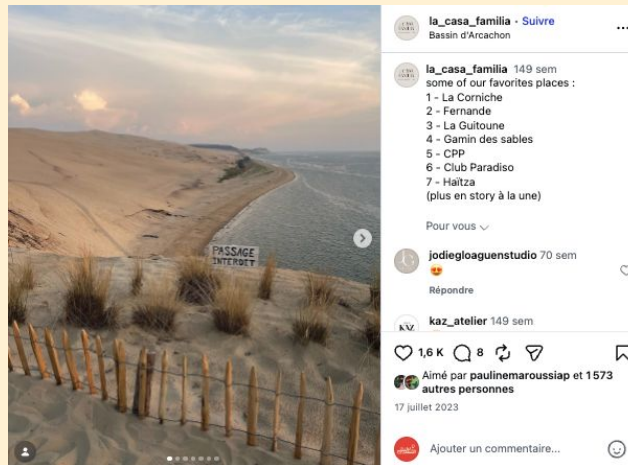 PASSAGE
INTERDIT
la_casa_familia • Suivre
Bassin d'Arcachon
la_casa_familia 149 sem
some of our favorites places :
1 - La Corniche
2 - Fernande
3 - La Guitoune
4 - Gamin des sables
5 - CPP
6 - Club Paradiso
7 - Haïtza
(plus en story à la une)
Pour vous
jodiegloaguenstudio 70 sem
😍
Répondre
kaz_atelier 149 sem
1,6 K 8
Aimé par paulinemaroussiap et 1 573
autres personnes
17 juillet 2023
Ajouter un commentaire...